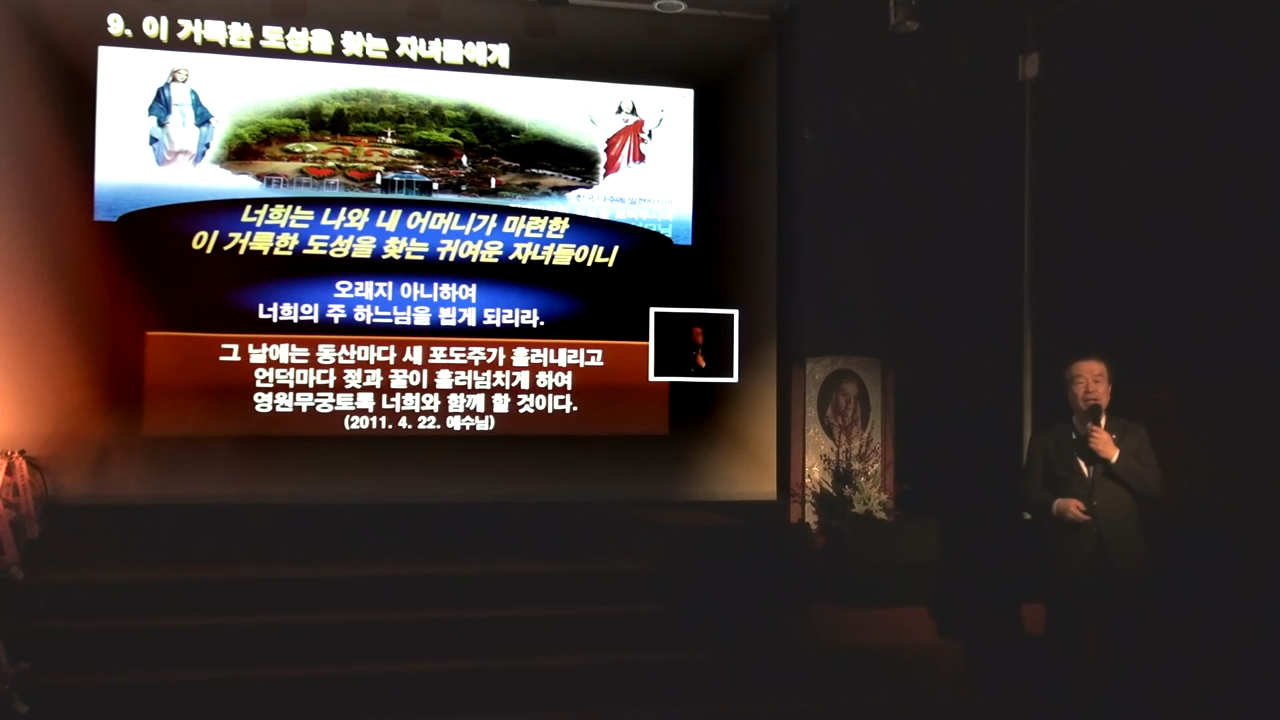 9. 이 거룩한 도성을 찾는 자녀들에게
너희는 나와 내 어머니가 마련한
이 거룩한 도성을 찾는 귀여운 자녀들이니
오래지 아니하여
너희의 주 하느님을 뵙게 되리라.
그 날에는 동산마다 새 포도주가 흘러내리고
언덕마다 젖과 꿀이 흘러넘치게 하여
영원무궁토록 너희와 함께 할 것이다.
(2011. 4. 22. 예수님)